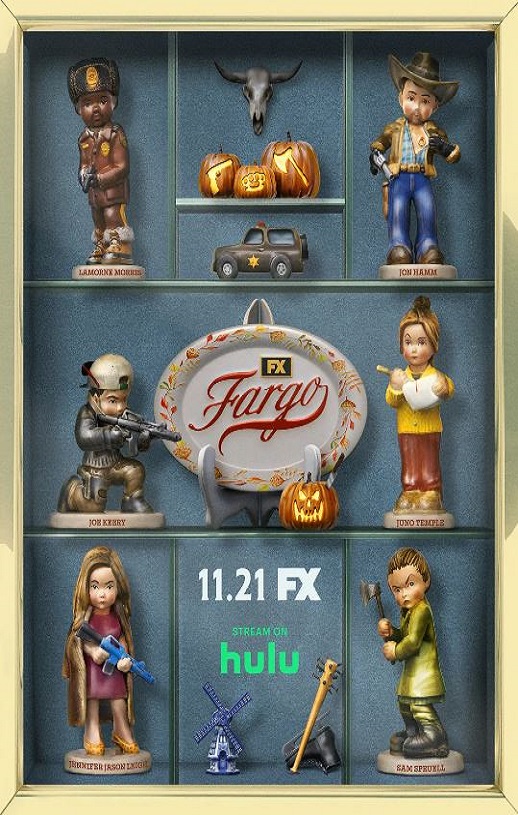 LAMORNE MORRIS
JON HAMM
FX
Fargo
JOE KEERY
JUNO TEMPLE
11.21 FX
STREAM ON
hulu
JENNIFER JASON LEIGH
SAM SPRUELL